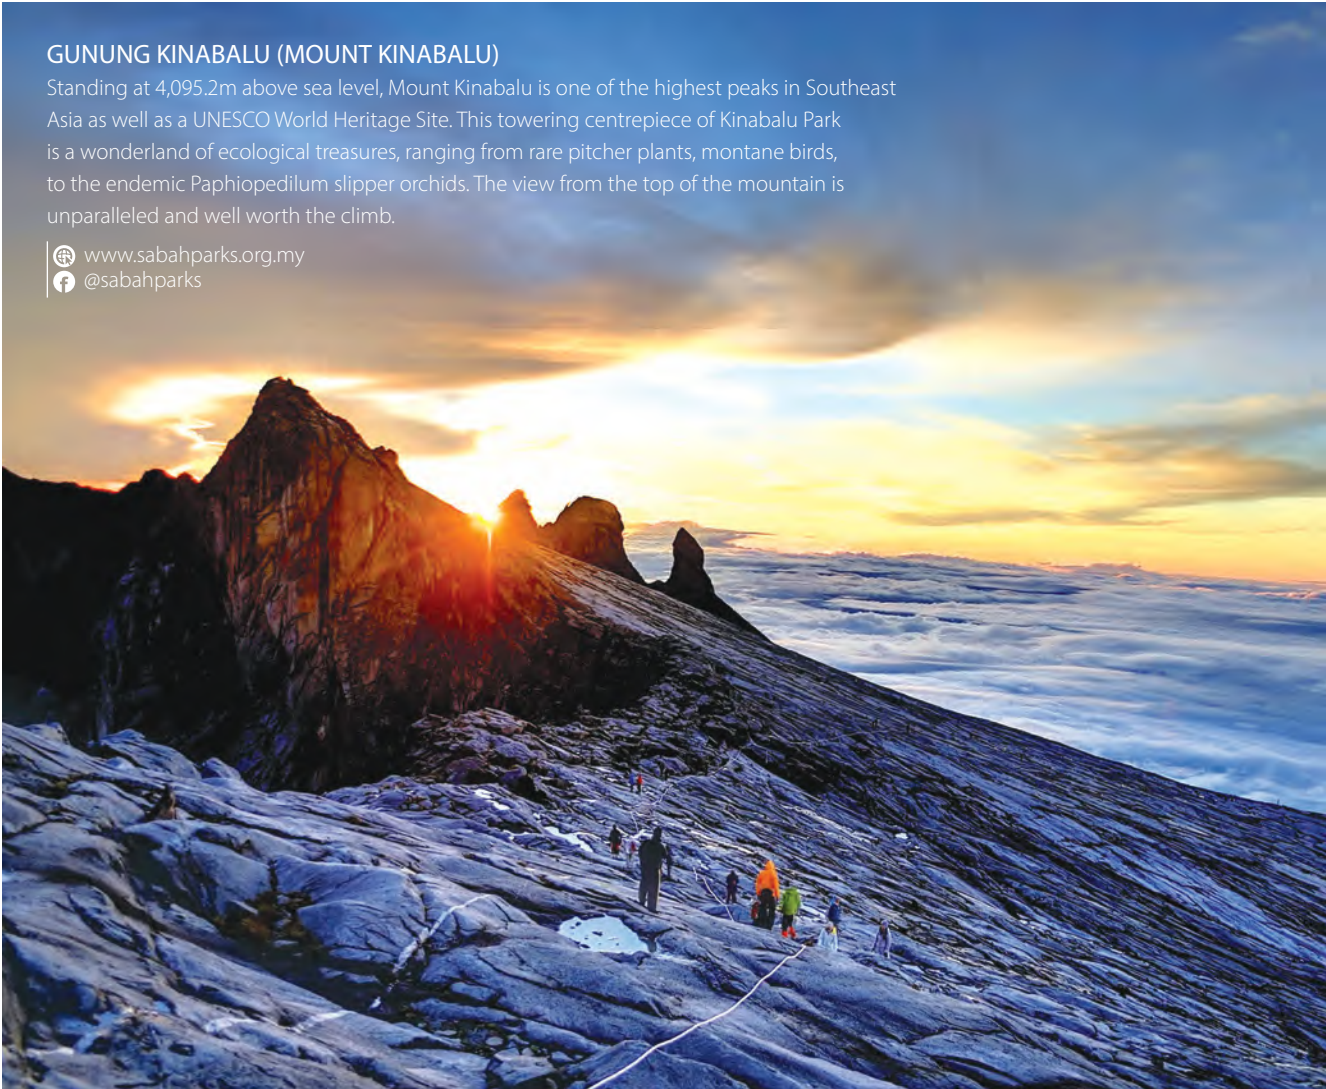 GUNUNG KINABALU (MOUNT KINABALU)
Standing at 4,095.2m above sea level, Mount Kinabalu is one of the highest peaks in Southeast
Asia as well as a UNESCO World Heritage Site. This towering centrepiece of Kinabalu Park
is a wonderland of ecological treasures, ranging from rare pitcher plants, montane birds,
to the endemic Paphiopedilum slipper orchids. The view from the top of the mountain is
unparalleled and well worth the climb.
www.sabahparks.org.my
@sabahparks